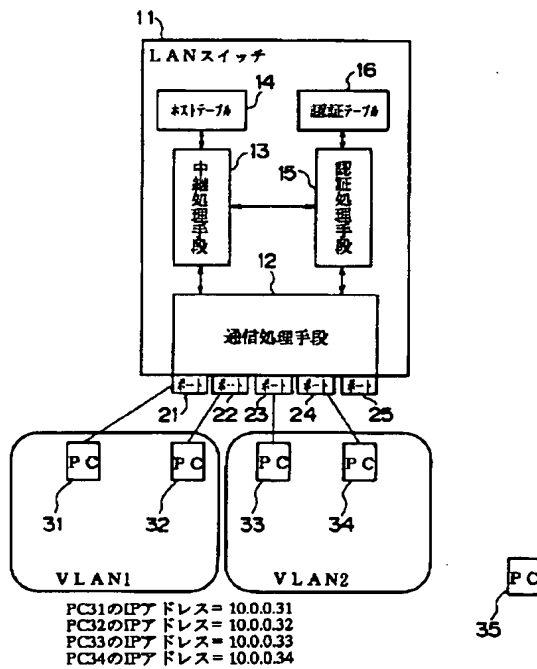 11
LANスイッチ
14
16
ホストテーブル
認証テーブル
13
15
中継処理手段
認証処理手段
12
通信処理手段
ポート
ポート
ポート
ポート
ポート
21
22
23
24
25
PC
PC
PC
PC
31
32
33
34
VLAN1
VLAN2
PC
35
PC31のIPアドレス= 10.0.0.31
PC32のIPアドレス= 10.0.0.32
PC33のIPアドレス= 10.0.0.33
PC34のIPアドレス= 10.0.0.34